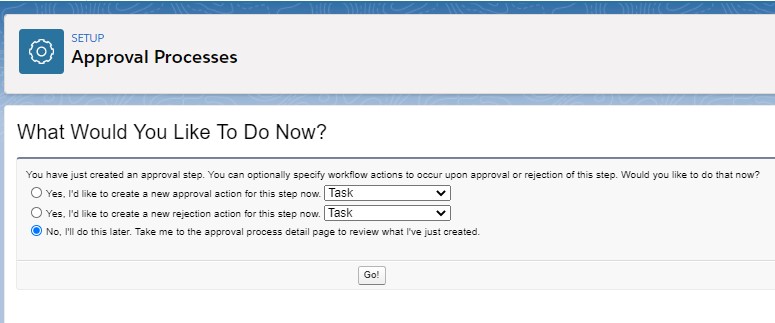 SETUP
Approval Processes
What Would You Like To Do Now?
You have just created an approval step. You can optionally specify workflow actions to occur upon approval or rejection of this step. Would you like to do that now?
Yes, I'd like to create a new approval action for this step now. Task
Yes, I'd like to create a new rejection action for this step now. Task
No, I'll do this later. Take me to the approval process detail page to review what I've just created.
Go!